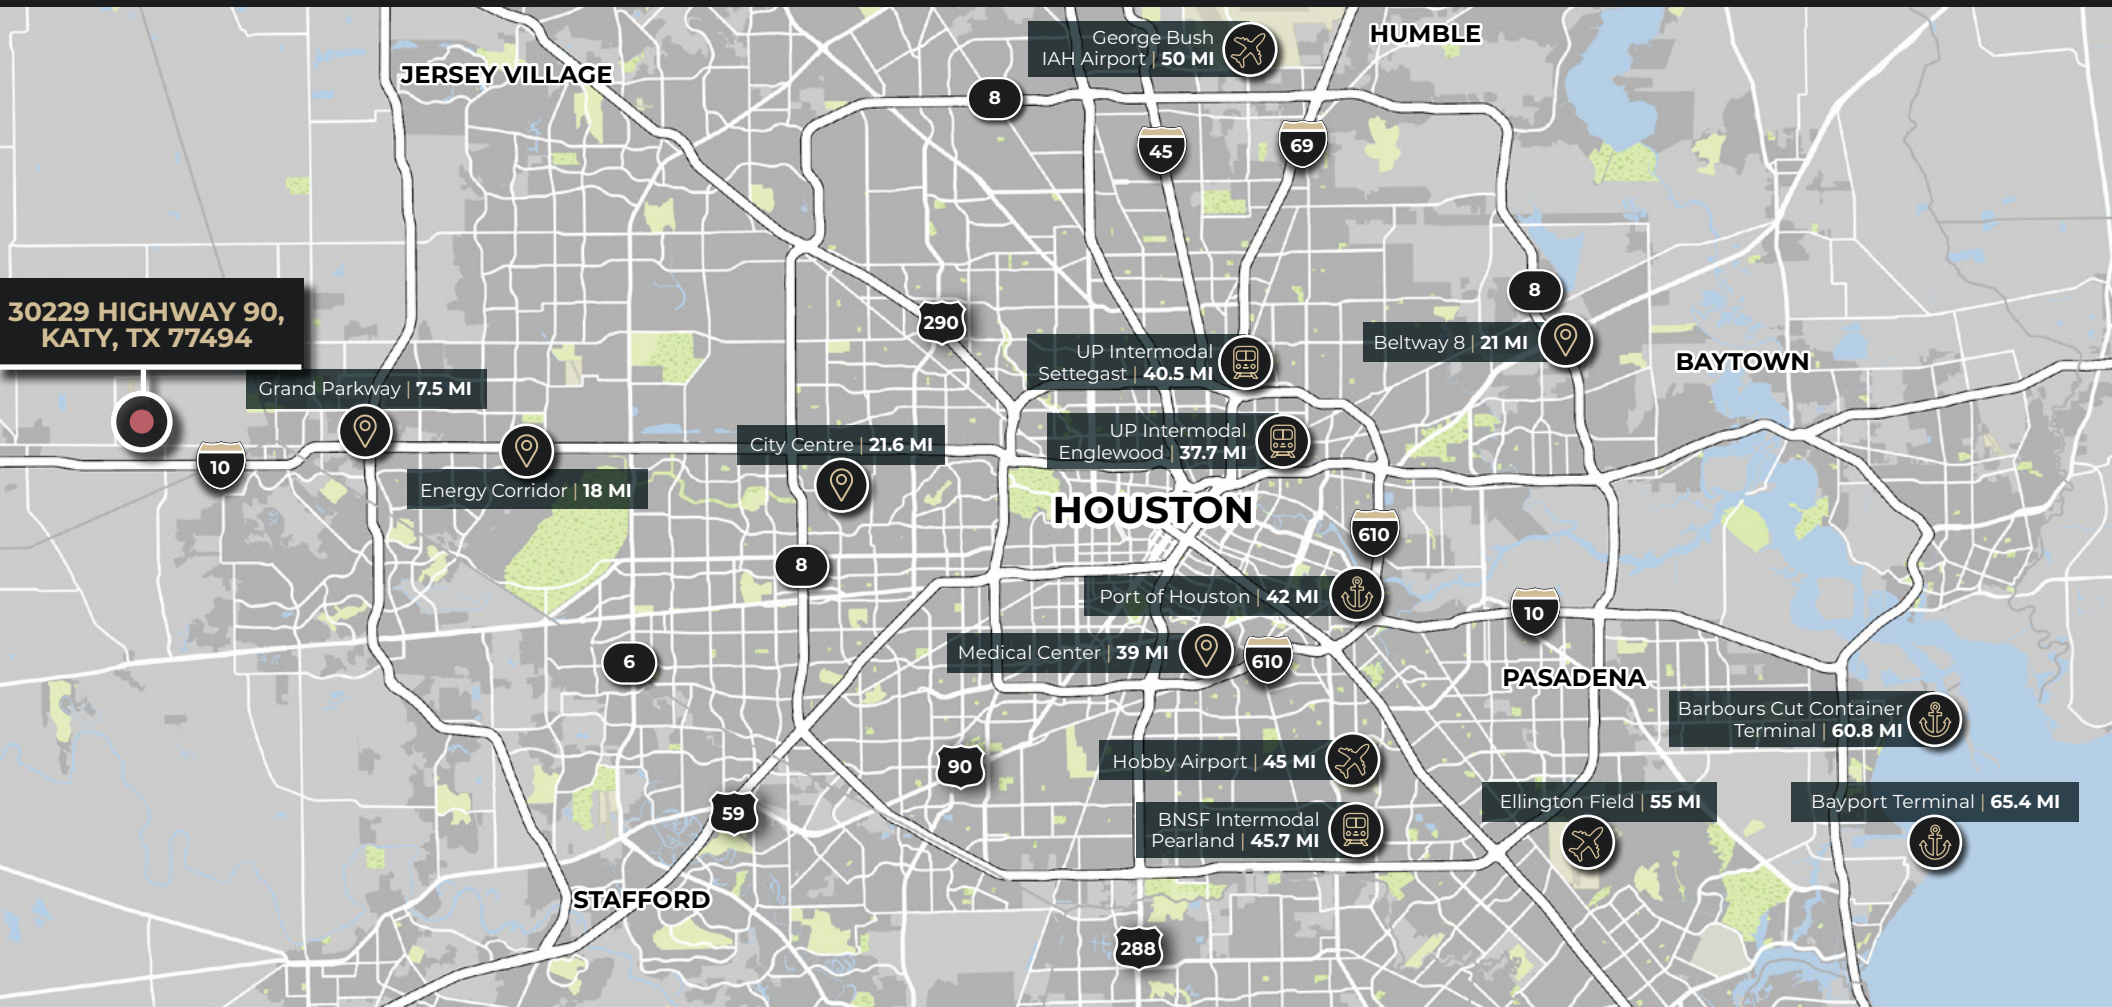 HUMBLE
George Bush
IAH Airport | 50 MI
JERSEY VILLAGE
8
45
69
30229 HIGHWAY 90,
KATY, TX 77494
8
290
Beltway 8 | 21 MI
UP Intermodal
Settegast | 40.5 MI
BAYTOWN
Grand Parkway | 7.5 MI
UP Intermodal
Englewood | 37.7 MI
City Centre | 21.6 MI
10
Energy Corridor | 18 MI
HOUSTON
610
8
Port of Houston | 42 MI
10
Medical Center | 39 MI
610
6
PASADENA
Barbours Cut Container
Terminal | 60.8 MI
Hobby Airport | 45 MI
90
Ellington Field | 55 MI
Bayport Terminal | 65.4 MI
59
BNSF Intermodal
Pearland | 45.7 MI
STAFFORD
288